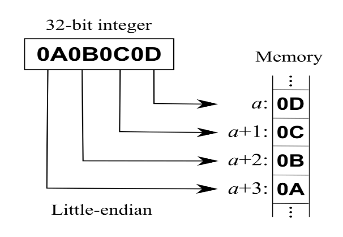 32-bit integer
0A0B0C0D
Memory
a: 0D
a+1: 0C
a+2: 0B
a+3: 0A
Little-endian